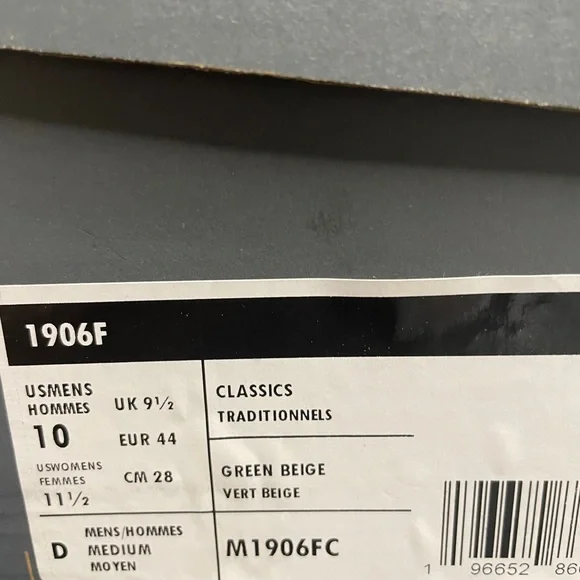 1906F
USMENS
HOMMES
10
USWOMENS
FEMMES
11½
UK 9½
EUR 44
CM 28
CLASSICS
TRADITIONNELS
GREEN BEIGE
VERT BEIGE
D
MENS/HOMMES
MEDIUM
MOYEN
M1906FC
1 96652 86